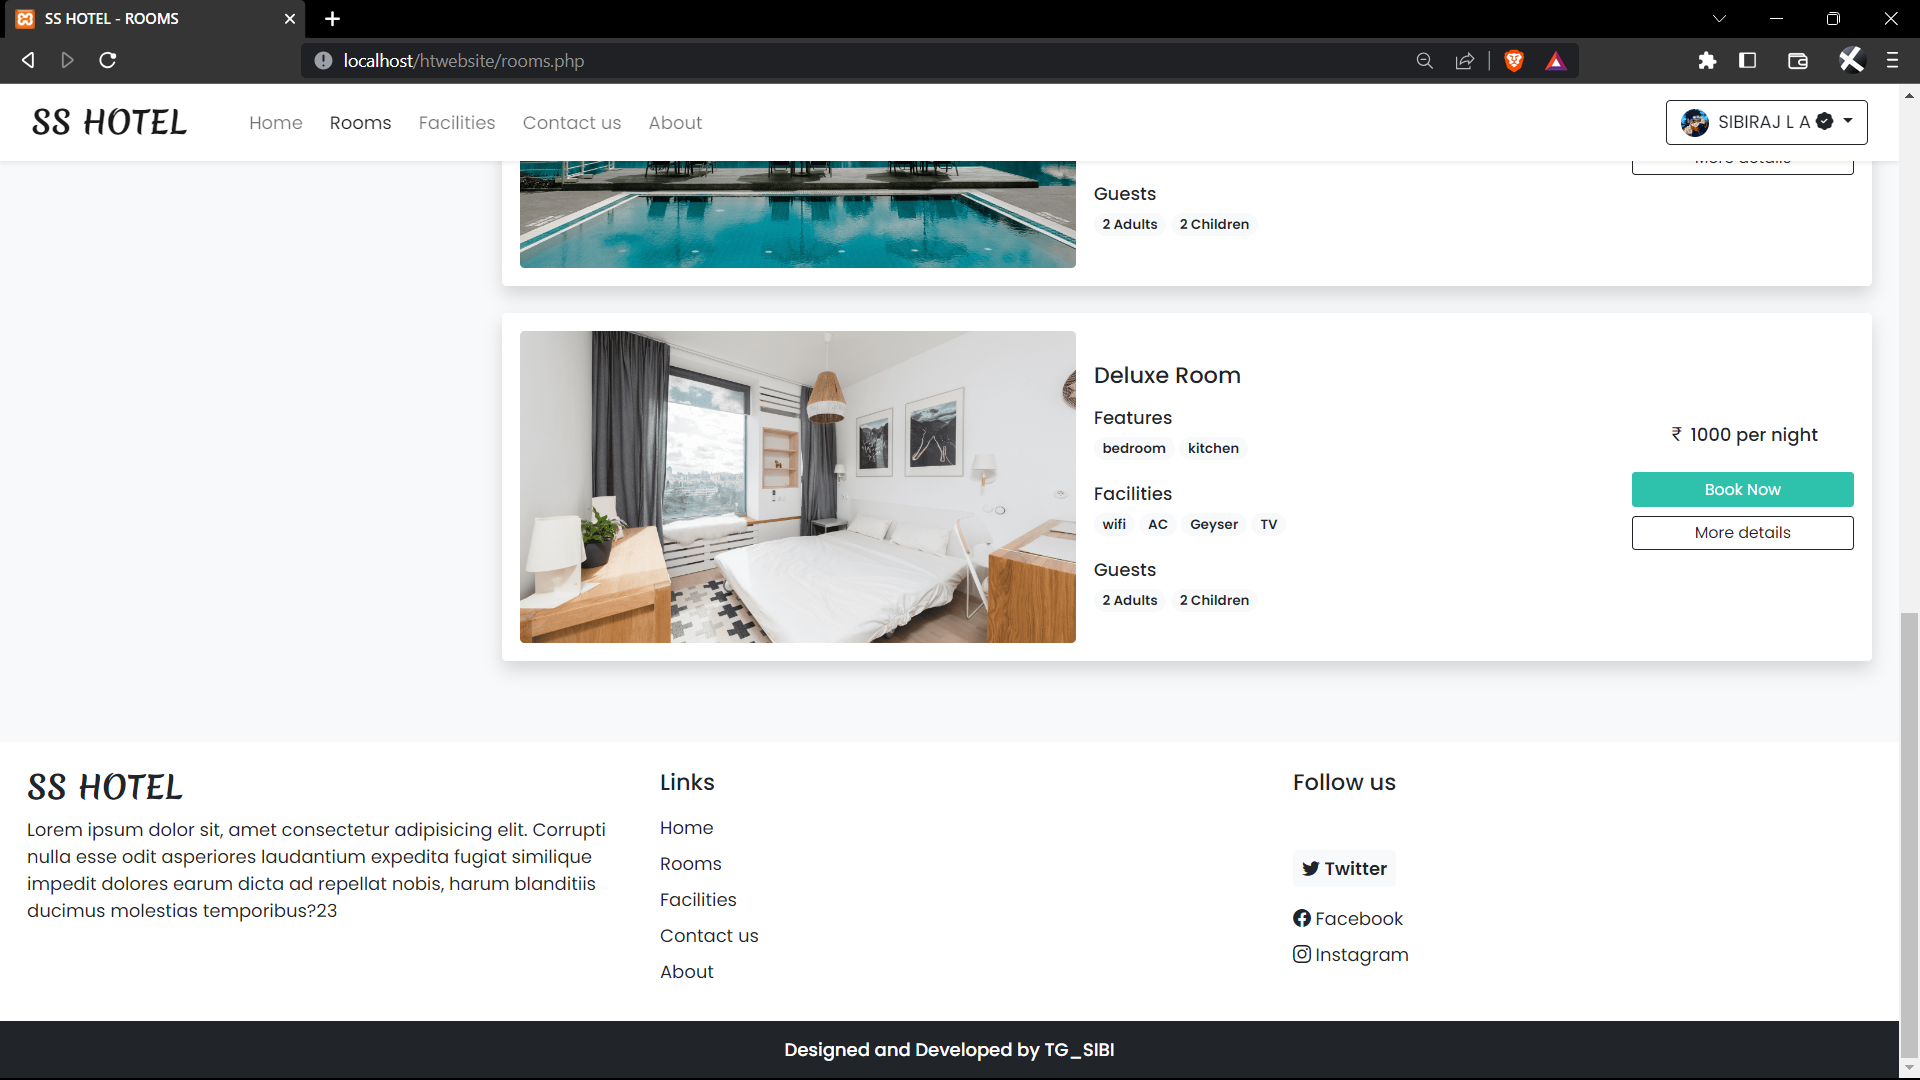 SS HOTEL - ROOMS
localhost/htwebsite/rooms.php
SS HOTEL
Home Rooms Facilities Contact us About
SIBIRAJ L A
More details
Guests
2 Adults 2 Children
Deluxe Room
Features
bedroom kitchen
₹ 1000 per night
Book Now
Facilities
wifi AC Geyser TV
More details
Guests
2 Adults 2 Children
SS HOTEL
Lorem ipsum dolor sit, amet consectetur adipisicing elit. Corrupti
nulla esse odit asperiores laudantium expedita fugiat similique
impedit dolores earum dicta ad repellat nobis, harum blanditiis
ducimus molestias temporibus?23
Links
Home
Rooms
Facilities
Contact us
About
Follow us
Twitter
Facebook
Instagram
Designed and Developed by TG_SIBI